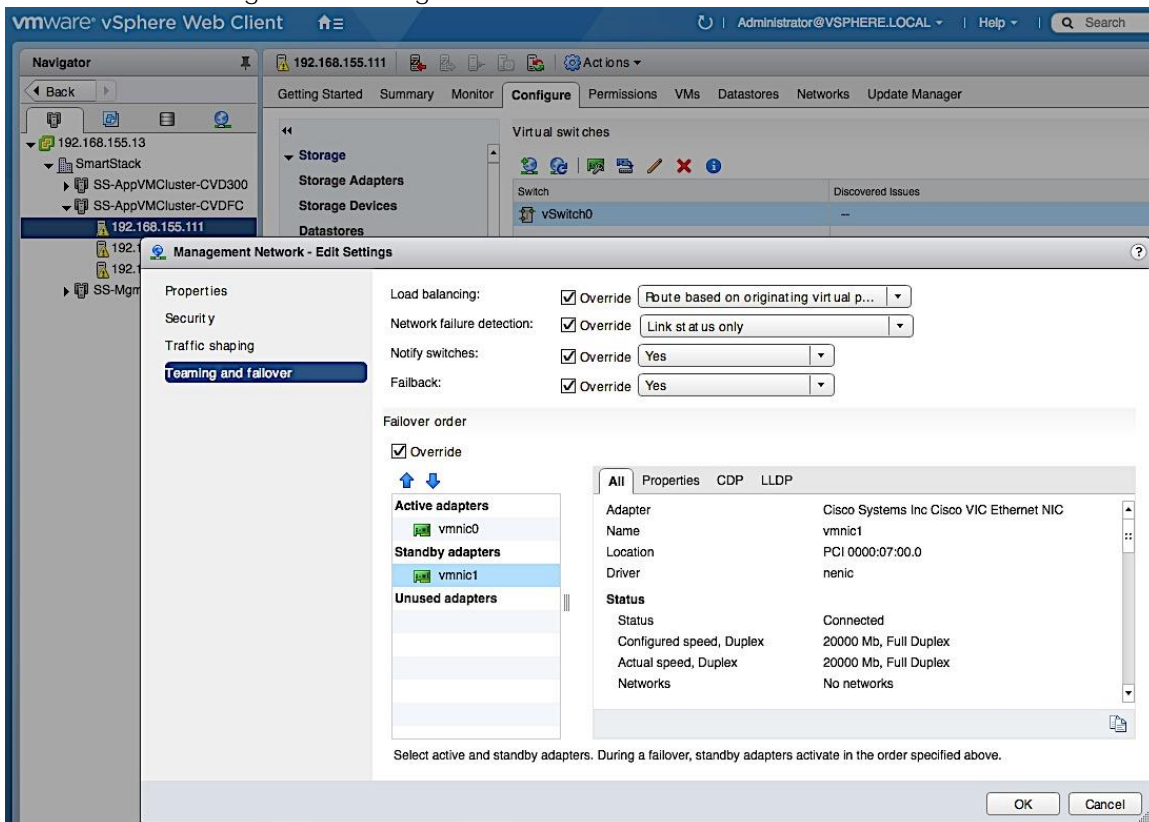 vmware® vSphere Web Client
Administrator@VSPHERE.LOCAL
Help
Search
Navigator
192.168.155.111
Actions
Back
Getting Started Summary Monitor Configure Permissions VMs Datastores Networks Update Manager
192.168.155.13
SmartStack
SS-AppVMCluster-CVD300
SS-AppVMCluster-CVDFC
192.168.155.111
192.1
192.1
SS-Mgm
Storage
Storage Adapters
Storage Devices
Datastores
Virtual switches
Switch Discovered Issues
vSwitch0 --
Management Network - Edit Settings
Properties
Security
Traffic shaping
Teaming and failover
Load balancing: Override Route based on originating virtual p...
Network failure detection: Override Link status only
Notify switches: Override Yes
Failback: Override Yes
Failover order
Override
Active adapters
vmnic0
Standby adapters
vmnic1
Unused adapters
All Properties CDP LLDP
Adapter Cisco Systems Inc Cisco VIC Ethernet NIC
Name vmnic1
Location PCI 0000:07:00.0
Driver nenic
Status
Status Connected
Configured speed, Duplex 20000 Mb, Full Duplex
Actual speed, Duplex 20000 Mb, Full Duplex
Networks No networks
Select active and standby adapters. During a failover, standby adapters activate in the order specified above.
OK Cancel